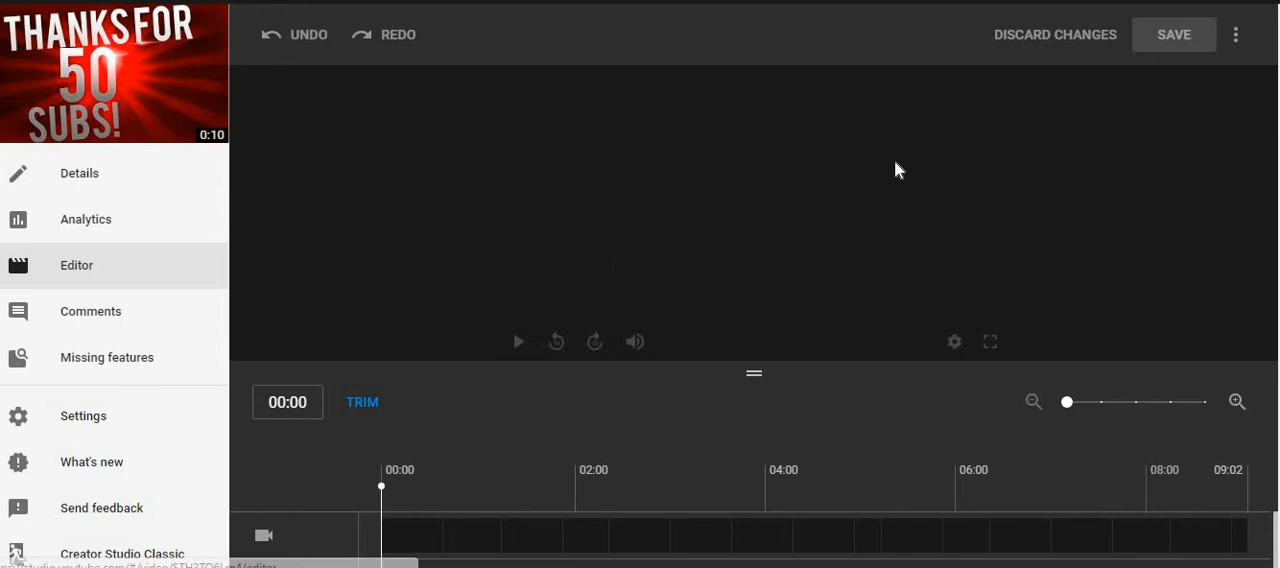 THANKS FOR
50
SUBS!
0:10
UNDO
REDO
DISCARD CHANGES
SAVE
Details
Analytics
Editor
Comments
Missing features
Settings
What's new
Send feedback
Creator Studio Classic
00:00
TRIM
00:00
02:00
04:00
06:00
08:00
09:02